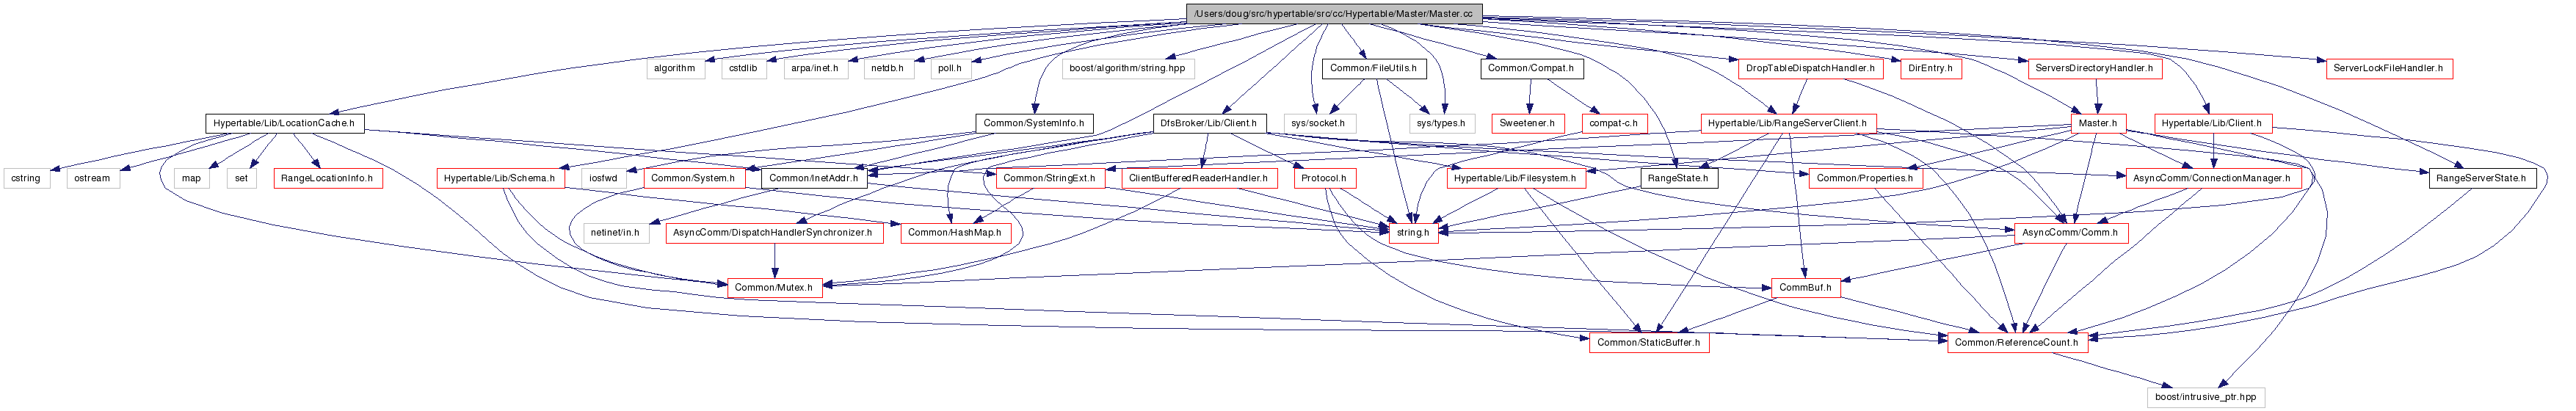 /Users/doug/src/hypertable/src/cc/Hypertable/Master/Master.cc
algorithm
cstdlib
arpa/inet.h
netdb.h
poll.h
boost/algorithm/string.hpp
Common/FileUtils.h
Common/Compat.h
DropTableDispatchHandler.h
DirEntry.h
ServersDirectoryHandler.h
ServerLockFileHandler.h
Hypertable/Lib/LocationCache.h
Common/SystemInfo.h
DfsBroker/Lib/Client.h
sys/socket.h
sys/types.h
Sweetener.h
compat-c.h
Hypertable/Lib/RangeServerClient.h
Master.h
Hypertable/Lib/Client.h
cstring
ostream
map
set
RangeLocationInfo.h
Hypertable/Lib/Schema.h
iosfwd
Common/System.h
Common/InetAddr.h
Common/StringExt.h
ClientBufferedReaderHandler.h
Protocol.h
Hypertable/Lib/Filesystem.h
RangeState.h
Common/Properties.h
AsyncComm/ConnectionManager.h
RangeServerState.h
netinet/in.h
AsyncComm/DispatchHandlerSynchronizer.h
Common/HashMap.h
string.h
AsyncComm/Comm.h
Common/Mutex.h
CommBuf.h
Common/StaticBuffer.h
Common/ReferenceCount.h
boost/intrusive_ptr.hpp